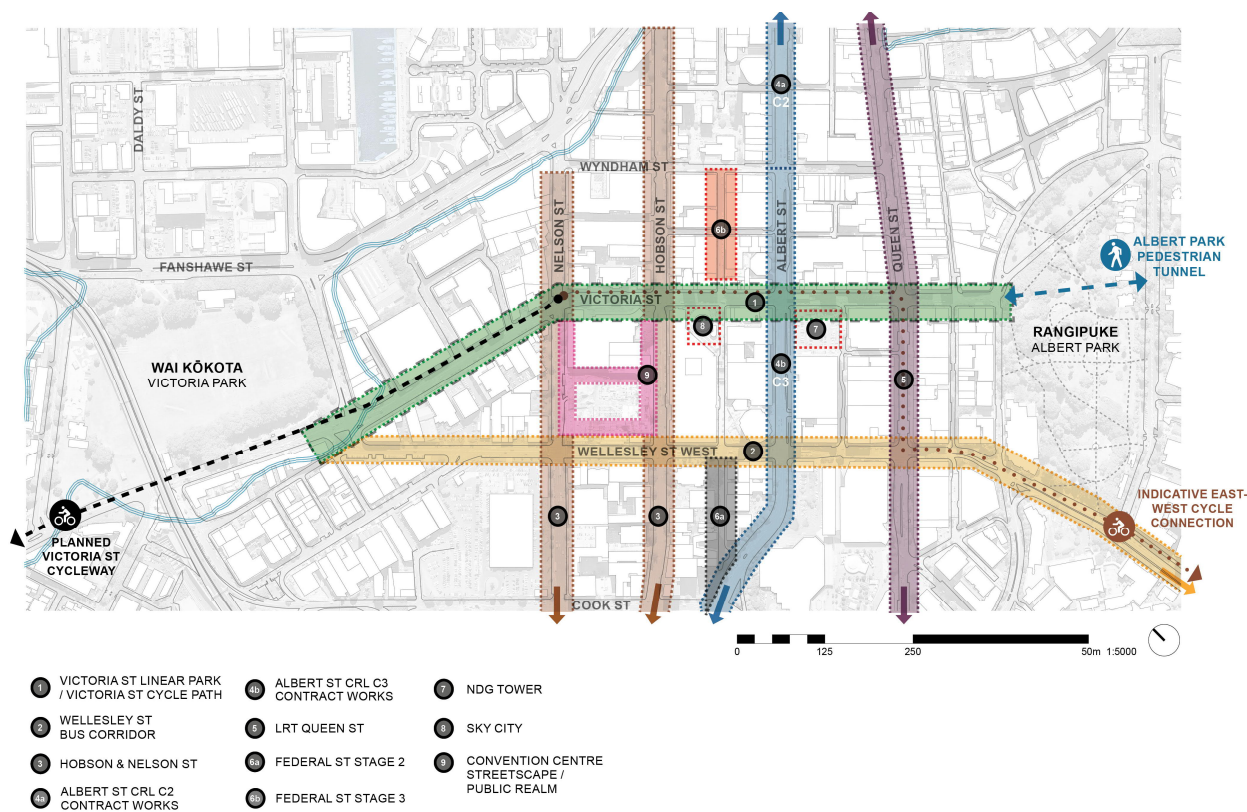 DALDY ST
4a
C2
WYNDHAM ST
NELSON ST
HOBSON ST
6b
ALBERT ST
QUEEN ST
ALBERT PARK
PEDESTRIAN
TUNNEL
FANSHAWE ST
VICTORIA ST
1
8
7
RANGIPUKE
ALBERT PARK
WAI KŌKOTA
VICTORIA PARK
9
4b
C3
5
WELLESLEY ST WEST
2
3
3
6a
INDICATIVE EAST-
WEST CYCLE
CONNECTION
PLANNED
VICTORIA ST
CYCLEWAY
COOK ST
0 125 250 50m 1:5000
1 VICTORIA ST LINEAR PARK
/ VICTORIA ST CYCLE PATH
2 WELLESLEY ST
BUS CORRIDOR
3 HOBSON & NELSON ST
4a ALBERT ST CRL C2
CONTRACT WORKS
4b ALBERT ST CRL C3
CONTRACT WORKS
5 LRT QUEEN ST
6a FEDERAL ST STAGE 2
6b FEDERAL ST STAGE 3
7 NDG TOWER
8 SKY CITY
9 CONVENTION CENTRE
STREETSCAPE /
PUBLIC REALM